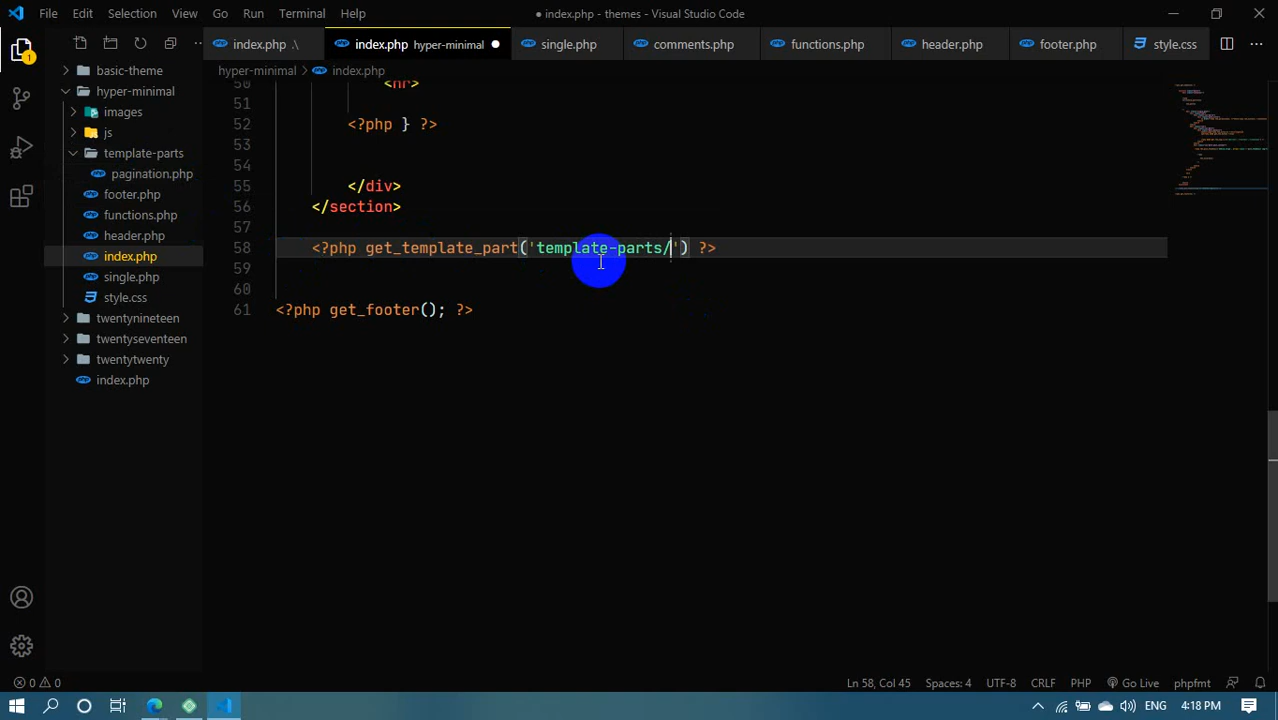 File Edit Selection View Go Run Terminal Help
● index.php - themes - Visual Studio Code
index.php .\ index.php hyper-minimal ● single.php comments.php functions.php header.php footer.php style.css
hyper-minimal > index.php
1
basic-theme
hyper-minimal
images
js
template-parts
pagination.php
footer.php
functions.php
header.php
index.php
single.php
style.css
twentynineteen
twentyseventeen
twentytwenty
index.php
50 <hr>
51
52 <?php } ?>
53
54
55 </div>
56 </section>
57
58 <?php get_template_part('template-parts/') ?>
59
60
61 <?php get_footer(); ?>
0 0 Ln 58, Col 45 Spaces: 4 UTF-8 CRLF PHP Go Live phpfmt
ENG 4:18 PM